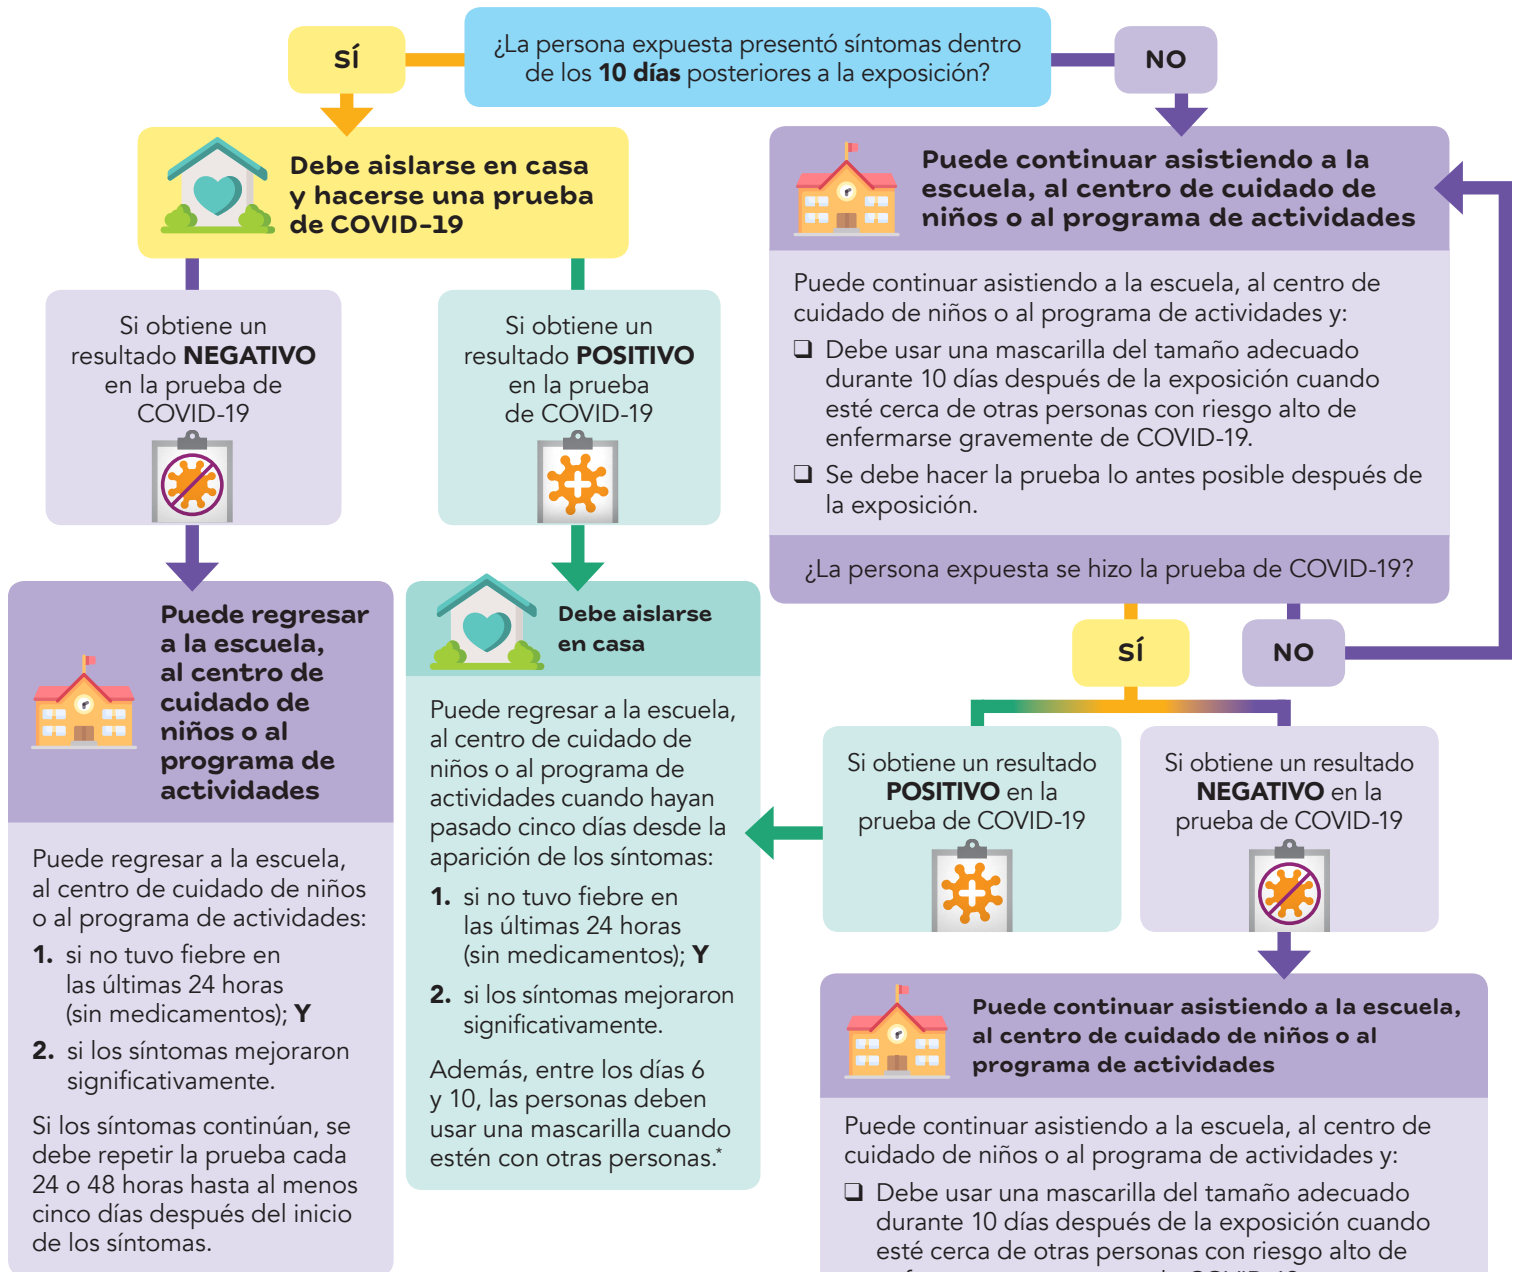 ¿La persona expuesta presentó síntomas dentro
de los 10 días posteriores a la exposición?
SÍ
NO
Debe aislarse en casa
y hacerse una prueba
de COVID-19
Si obtiene un
resultado NEGATIVO
en la prueba de
COVID-19
Si obtiene un
resultado POSITIVO
en la prueba
de COVID-19
Puede regresar
a la escuela,
al centro de
cuidado de
niños o al
programa de
actividades
Puede regresar a la escuela,
al centro de cuidado de niños
o al programa de actividades:
1. si no tuvo fiebre en
las últimas 24 horas
(sin medicamentos); Y
2. si los síntomas mejoraron
significativamente.
Si los síntomas continúan, se
debe repetir la prueba cada
24 o 48 horas hasta al menos
cinco días después del inicio
de los síntomas.
Debe aislarse
en casa
Puede regresar a la escuela,
al centro de cuidado de
niños o al programa de
actividades cuando hayan
pasado cinco días desde la
aparición de los síntomas:
1. si no tuvo fiebre en
las últimas 24 horas
(sin medicamentos); Y
2. si los síntomas mejoraron
significativamente.
Además, entre los días 6
y 10, las personas deben
usar una mascarilla cuando
estén con otras personas.*
Puede continuar asistiendo a la
escuela, al centro de cuidado de
niños o al programa de actividades
Puede continuar asistiendo a la escuela, al centro de
cuidado de niños o al programa de actividades y:
❑ Debe usar una mascarilla del tamaño adecuado
durante 10 días después de la exposición cuando
esté cerca de otras personas con riesgo alto de
enfermarse gravemente de COVID-19.
❑ Se debe hacer la prueba lo antes posible después de
la exposición.
¿La persona expuesta se hizo la prueba de COVID-19?
SÍ
NO
Si obtiene un resultado
POSITIVO en la
prueba de COVID-19
Si obtiene un resultado
NEGATIVO en la
prueba de COVID-19
Puede continuar asistiendo a la escuela,
al centro de cuidado de niños o al
programa de actividades
Puede continuar asistiendo a la escuela, al centro de
cuidado de niños o al programa de actividades y:
❑ Debe usar una mascarilla del tamaño adecuado
durante 10 días después de la exposición cuando
esté cerca de otras personas con riesgo alto de